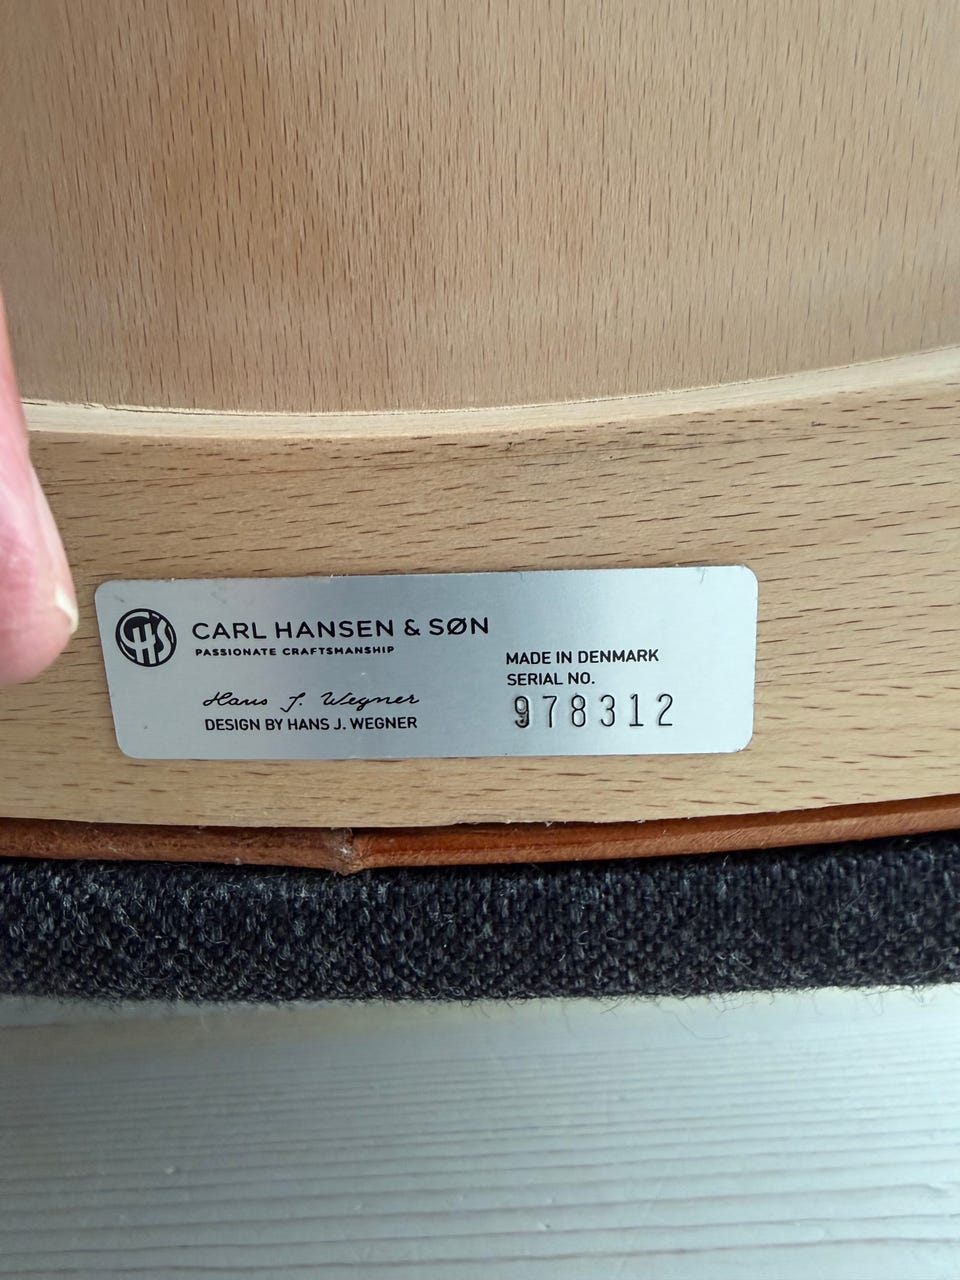 CHS
CARL HANSEN & SØN
PASSIONATE CRAFTSMANSHIP
Hans J. Wegner
DESIGN BY HANS J. WEGNER
MADE IN DENMARK
SERIAL NO.
978312